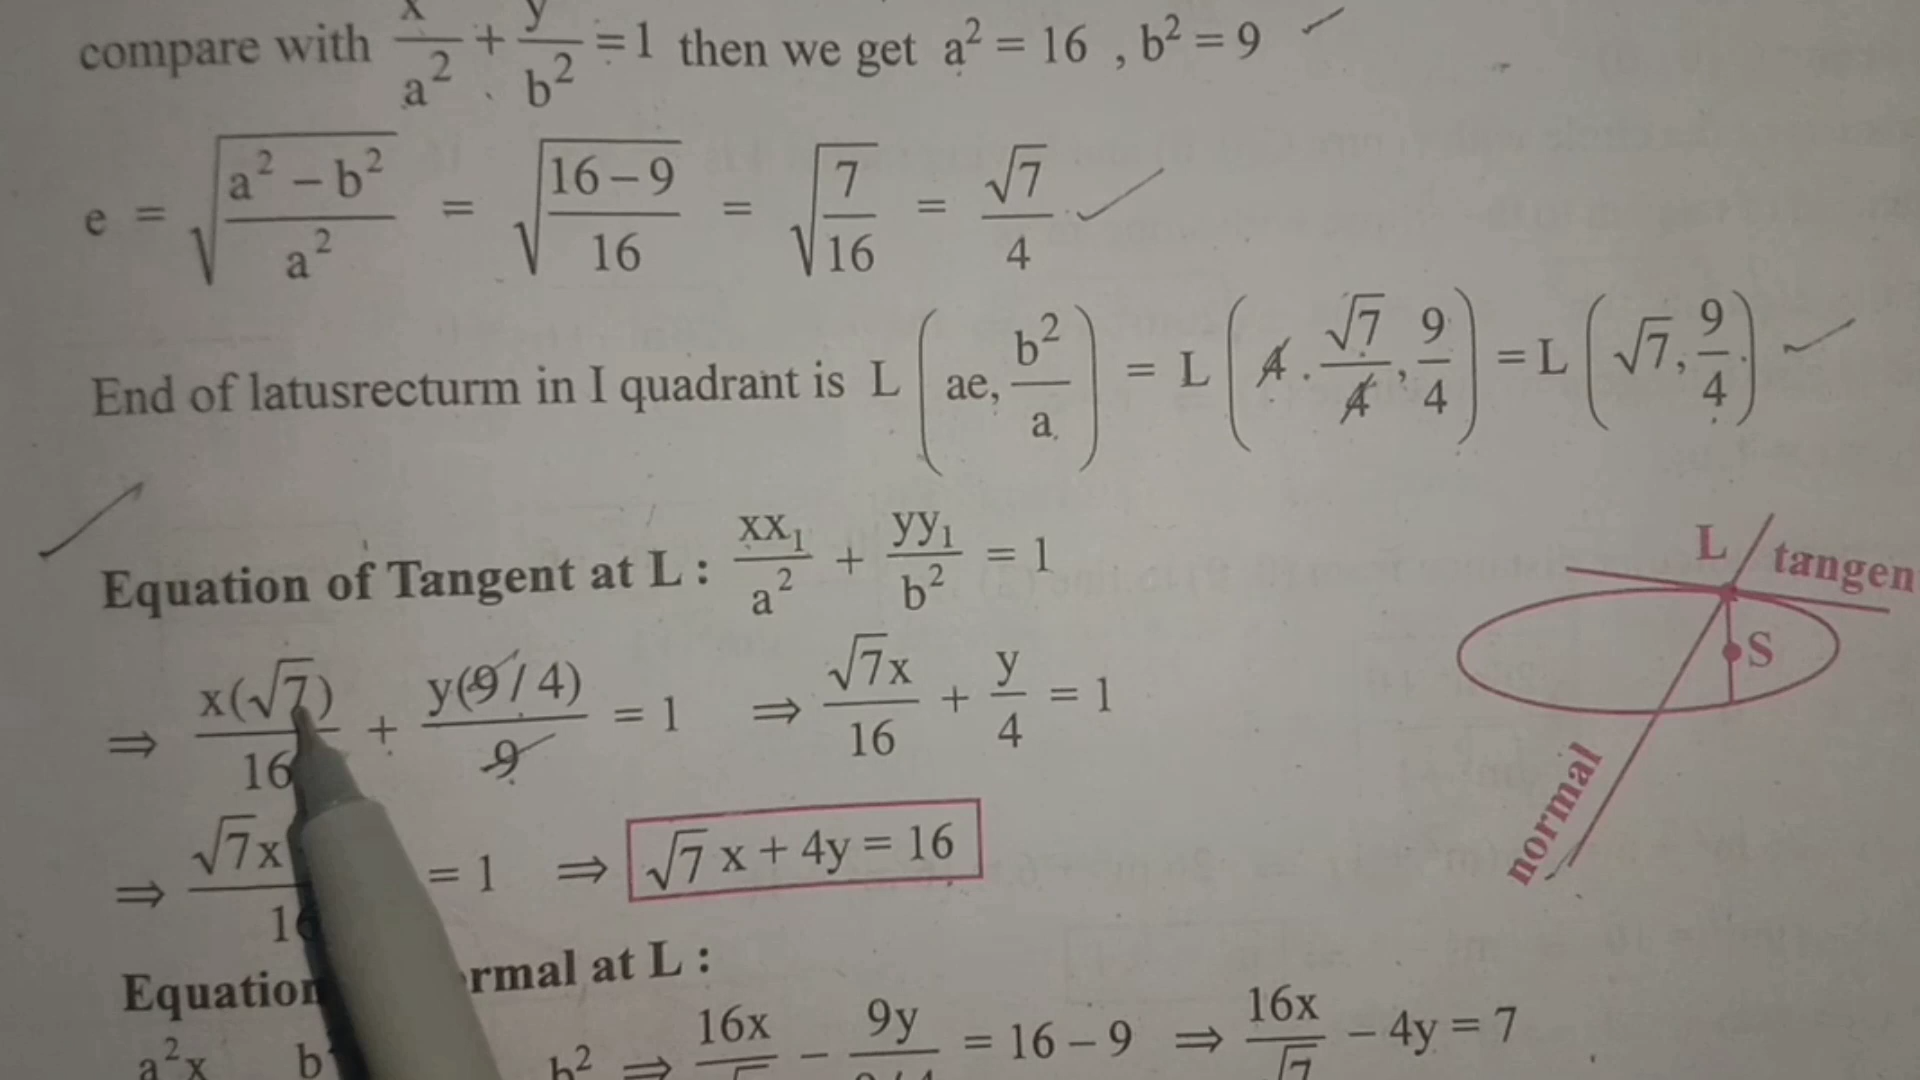 compare with x/a² + y/b² = 1 then we get a² = 16 , b² = 9
e = √((a² − b²)/a²) = √((16 − 9)/16) = √(7/16) = √7/4
End of latusrecturm in I quadrant is L (ae, b²/a) = L (4 . √7/4, 9/4) = L (√7, 9/4)
Equation of Tangent at L : xx₁/a² + yy₁/b² = 1
⇒ x(√7)/16 + y(9/4)/9 = 1 ⇒ √7x/16 + y/4 = 1
⇒ √7x = 1 ⇒ √7 x + 4y = 16
L tangen
S
normal
at L :
a²x b b² ⇒ 16x − 9y = 16 − 9 ⇒ 16x/√7 − 4y = 7